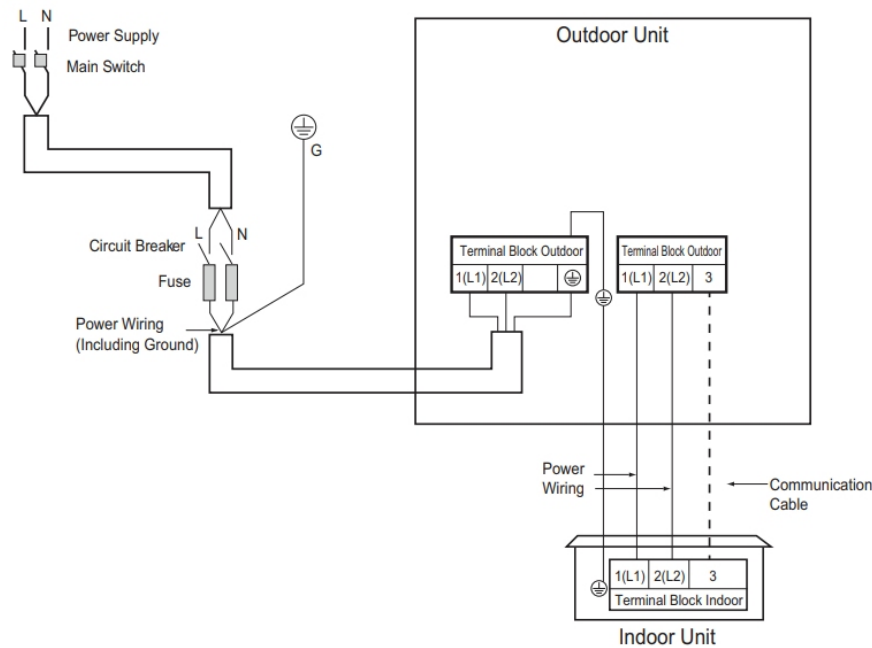 L N
Power Supply
Main Switch
Outdoor Unit
G
L N
Circuit Breaker
Fuse
Power Wiring
(Including Ground)
Terminal Block Outdoor
1(L1) 2(L2)
Terminal Block Outdoor
1(L1) 2(L2) 3
Power
Wiring
Communication
Cable
1(L1) 2(L2) 3
Terminal Block Indoor
Indoor Unit